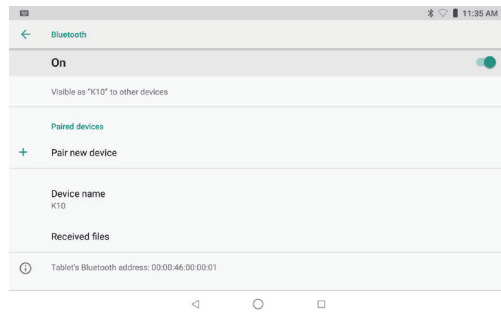 11:35 AM
Bluetooth
On
Visible as "K10" to other devices
Paired devices
Pair new device
Device name
K10
Received files
Tablet's Bluetooth address: 00:00:46:00:00:01